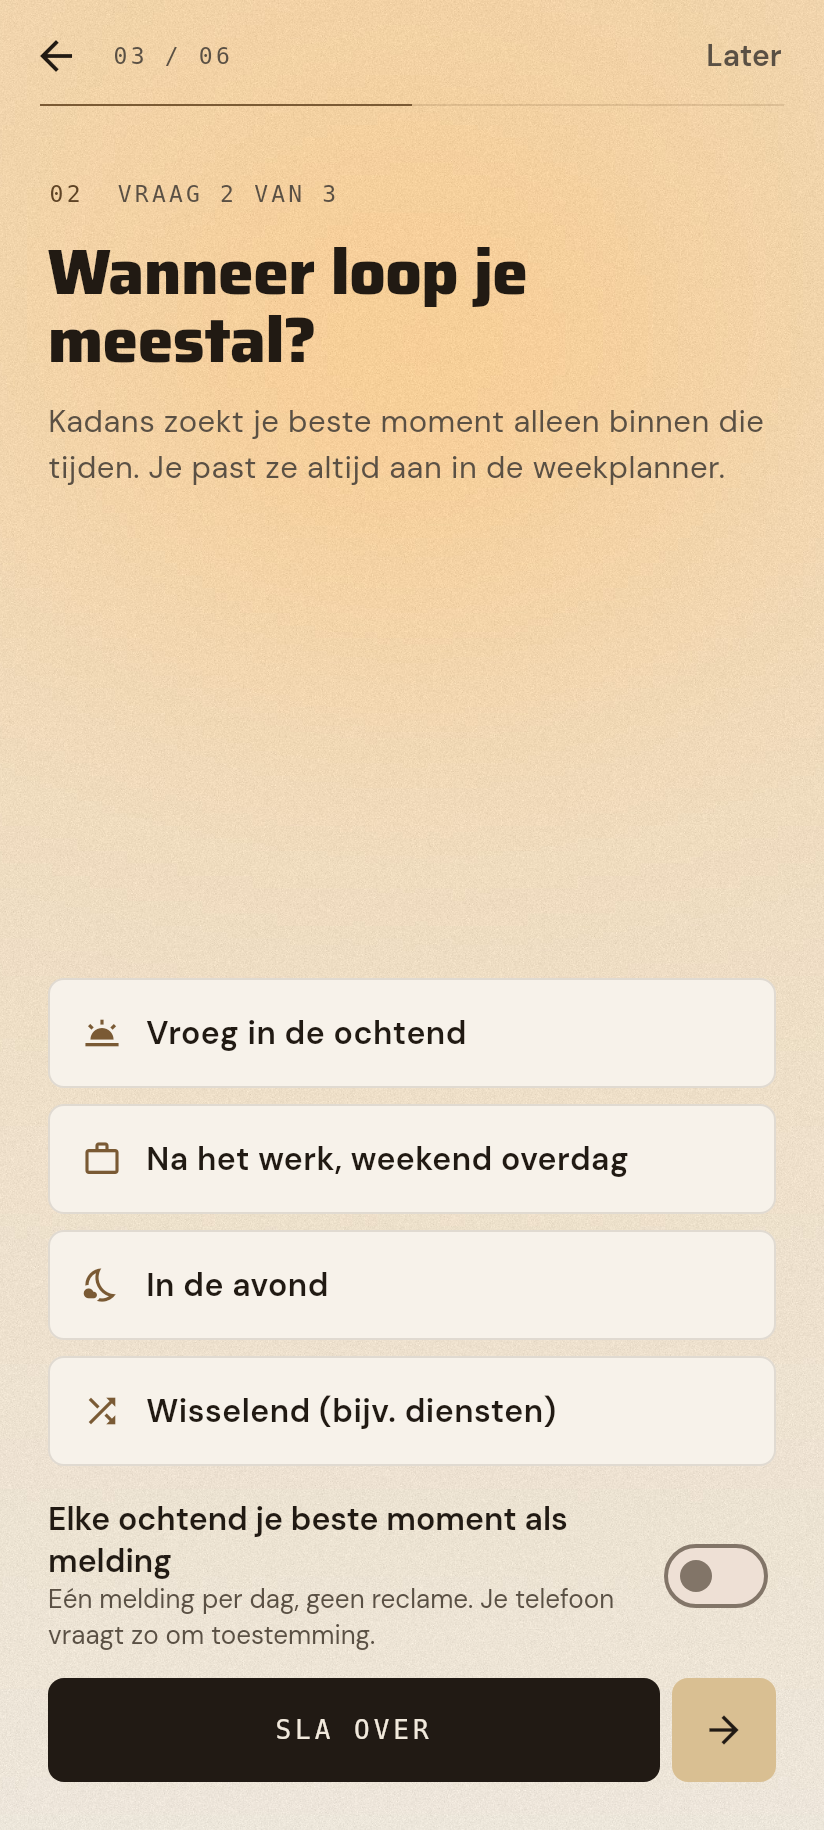 03 / 06
Later
02 VRAAG 2 VAN 3
Wanneer loop je
meestal?
Kadans zoekt je beste moment alleen binnen die
tijden. Je past ze altijd aan in de weekplanner.
Vroeg in de ochtend
Na het werk, weekend overdag
In de avond
Wisselend (bijv. diensten)
Elke ochtend je beste moment als
melding
Eén melding per dag, geen reclame. Je telefoon
vraagt zo om toestemming.
SLA OVER